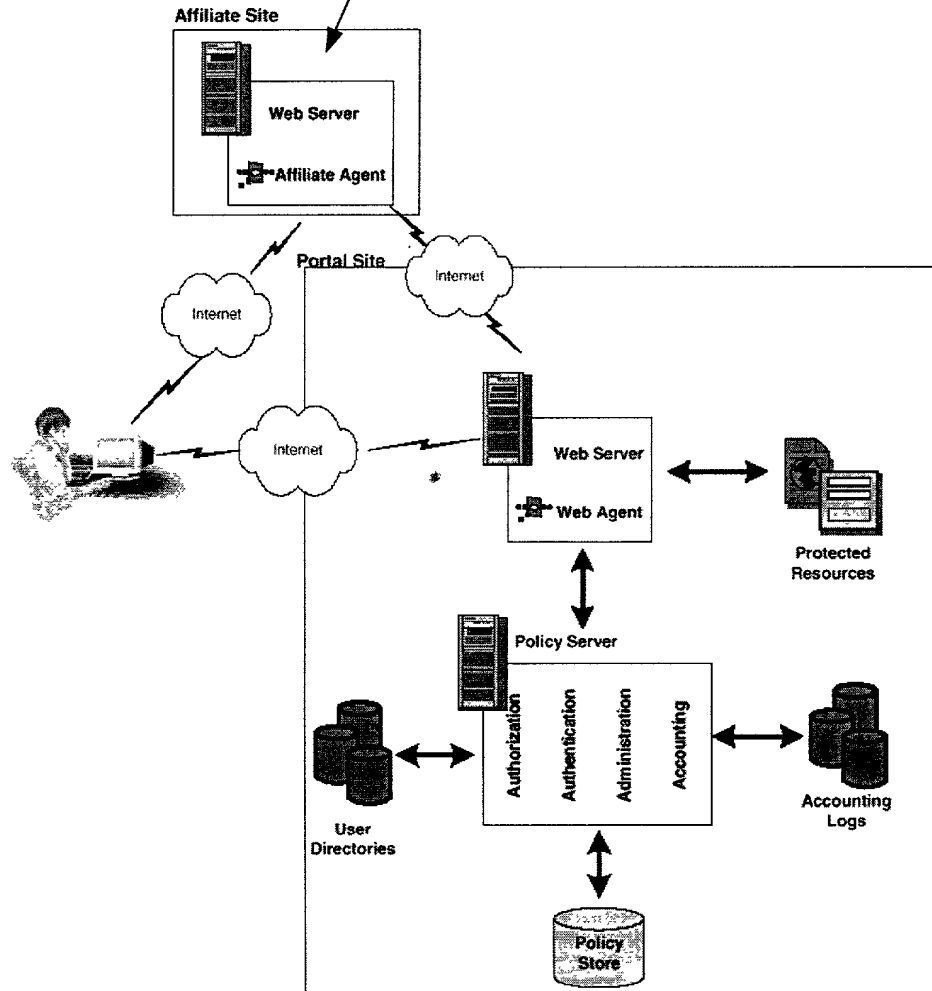 Affiliate Site
Web Server
Affiliate Agent
Portal Site
Internet
Internet
Internet
Web Server
Web Agent
Protected
Resources
Policy Server
Authorization
Authentication
Administration
Accounting
User
Directories
Accounting
Logs
Policy
Store